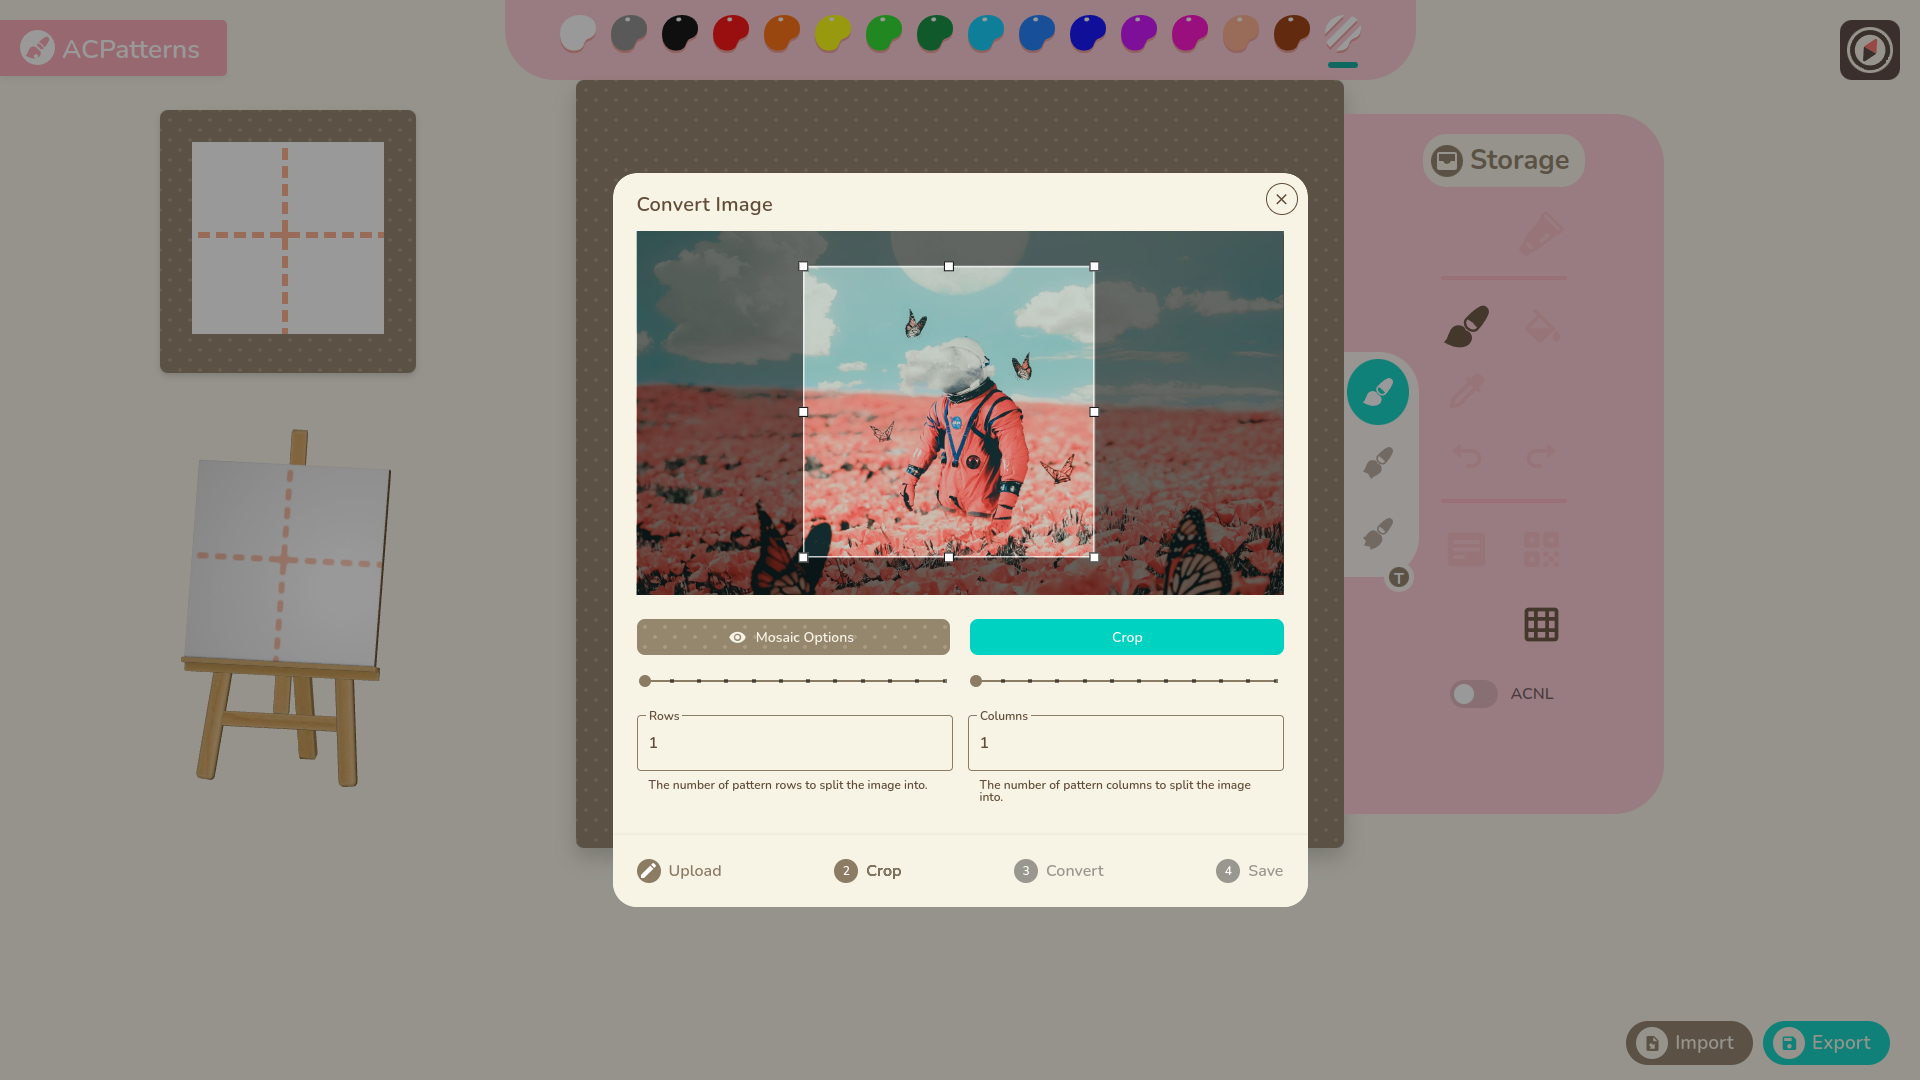 ACPatterns
Storage
Convert Image
Mosaic Options
Crop
Rows
1
The number of pattern rows to split the image into.
Columns
1
The number of pattern columns to split the image
into.
T
ACNL
Upload
2 Crop
3 Convert
4 Save
Import
Export